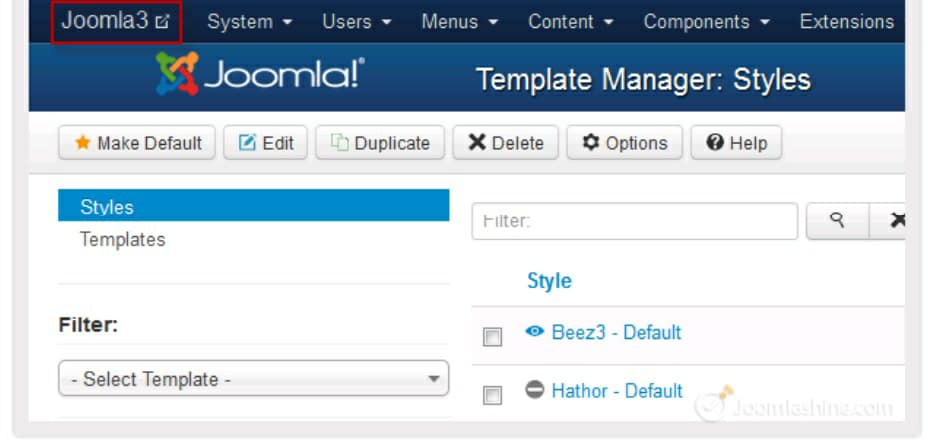 Joomla3 System Users Menus Content Components Extensions
Joomla!® Template Manager: Styles
Make Default Edit Duplicate Delete Options Help
Styles
Templates
Filter:
- Select Template -
Filter:
Style
Beez3 - Default
Hathor - Default
Joomlashine.com